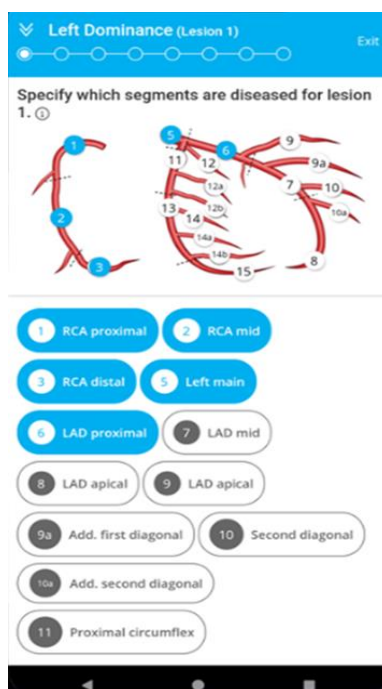 Left Dominance (Lesion 1)
Exit
Specify which segments are diseased for lesion
1.
1
2
3
5
6
9
11
12
9a
7
10
12a
10a
13
12b
14
14a
14b
8
15
1 RCA proximal
2 RCA mid
3 RCA distal
5 Left main
6 LAD proximal
7 LAD mid
8 LAD apical
9 LAD apical
9a Add. first diagonal
10 Second diagonal
10a Add. second diagonal
11 Proximal circumflex